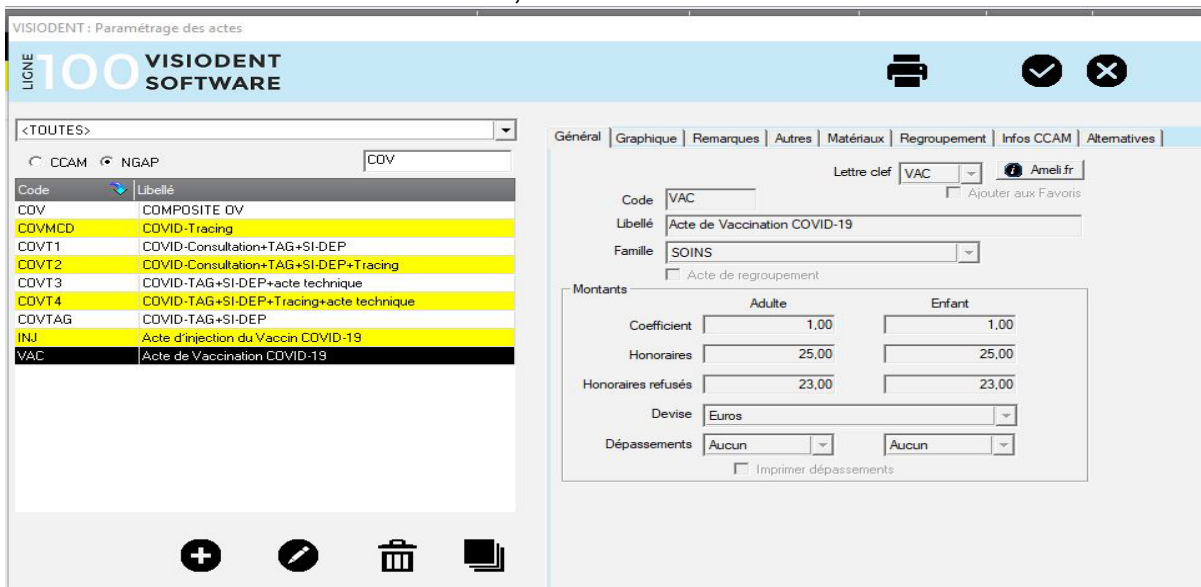 VISIODENT : Paramétrage des actes
LIGNE 100 VISIODENT SOFTWARE
<TOUTES>
CCAM NGAP COV
Code Libellé
COV COMPOSITE OV
COVMCD COVID-Tracing
COVT1 COVID-Consultation+TAG+SI-DEP
COVT2 COVID-Consultation+TAG+SI-DEP+Tracing
COVT3 COVID-TAG+SI-DEP+acte technique
COVT4 COVID-TAG+SI-DEP+Tracing+acte technique
COVTAG COVID-TAG+SI-DEP
INJ Acte d'injection du Vaccin COVID-19
VAC Acte de Vaccination COVID-19
Général Graphique Remarques Autres Matériaux Regroupement Infos CCAM Alternatives
Lettre clef VAC Ameli.fr
Ajouter aux Favoris
Code VAC
Libellé Acte de Vaccination COVID-19
Famille SOINS
Acte de regroupement
Montants
Adulte Enfant
Coefficient 1,00 1,00
Honoraires 25,00 25,00
Honoraires refusés 23,00 23,00
Devise Euros
Dépassements Aucun Aucun
Imprimer dépassements